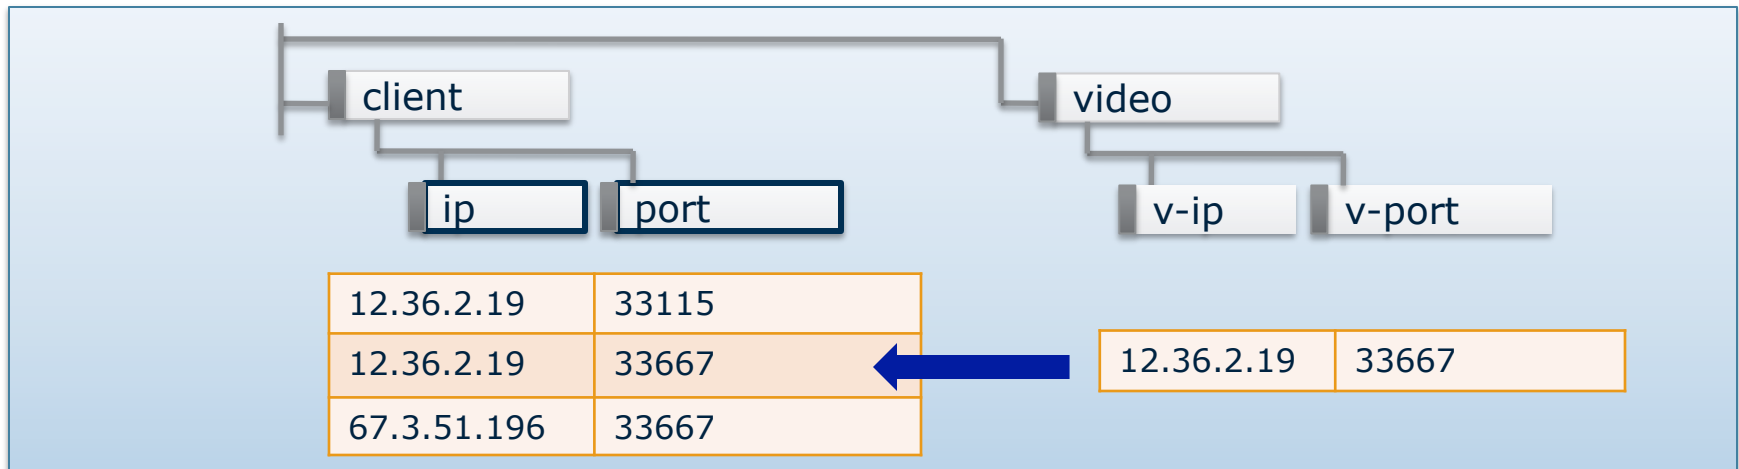 client
video
ip
port
v-ip
v-port
12.36.2.19 33115
12.36.2.19 33667
67.3.51.196 33667
12.36.2.19 33667